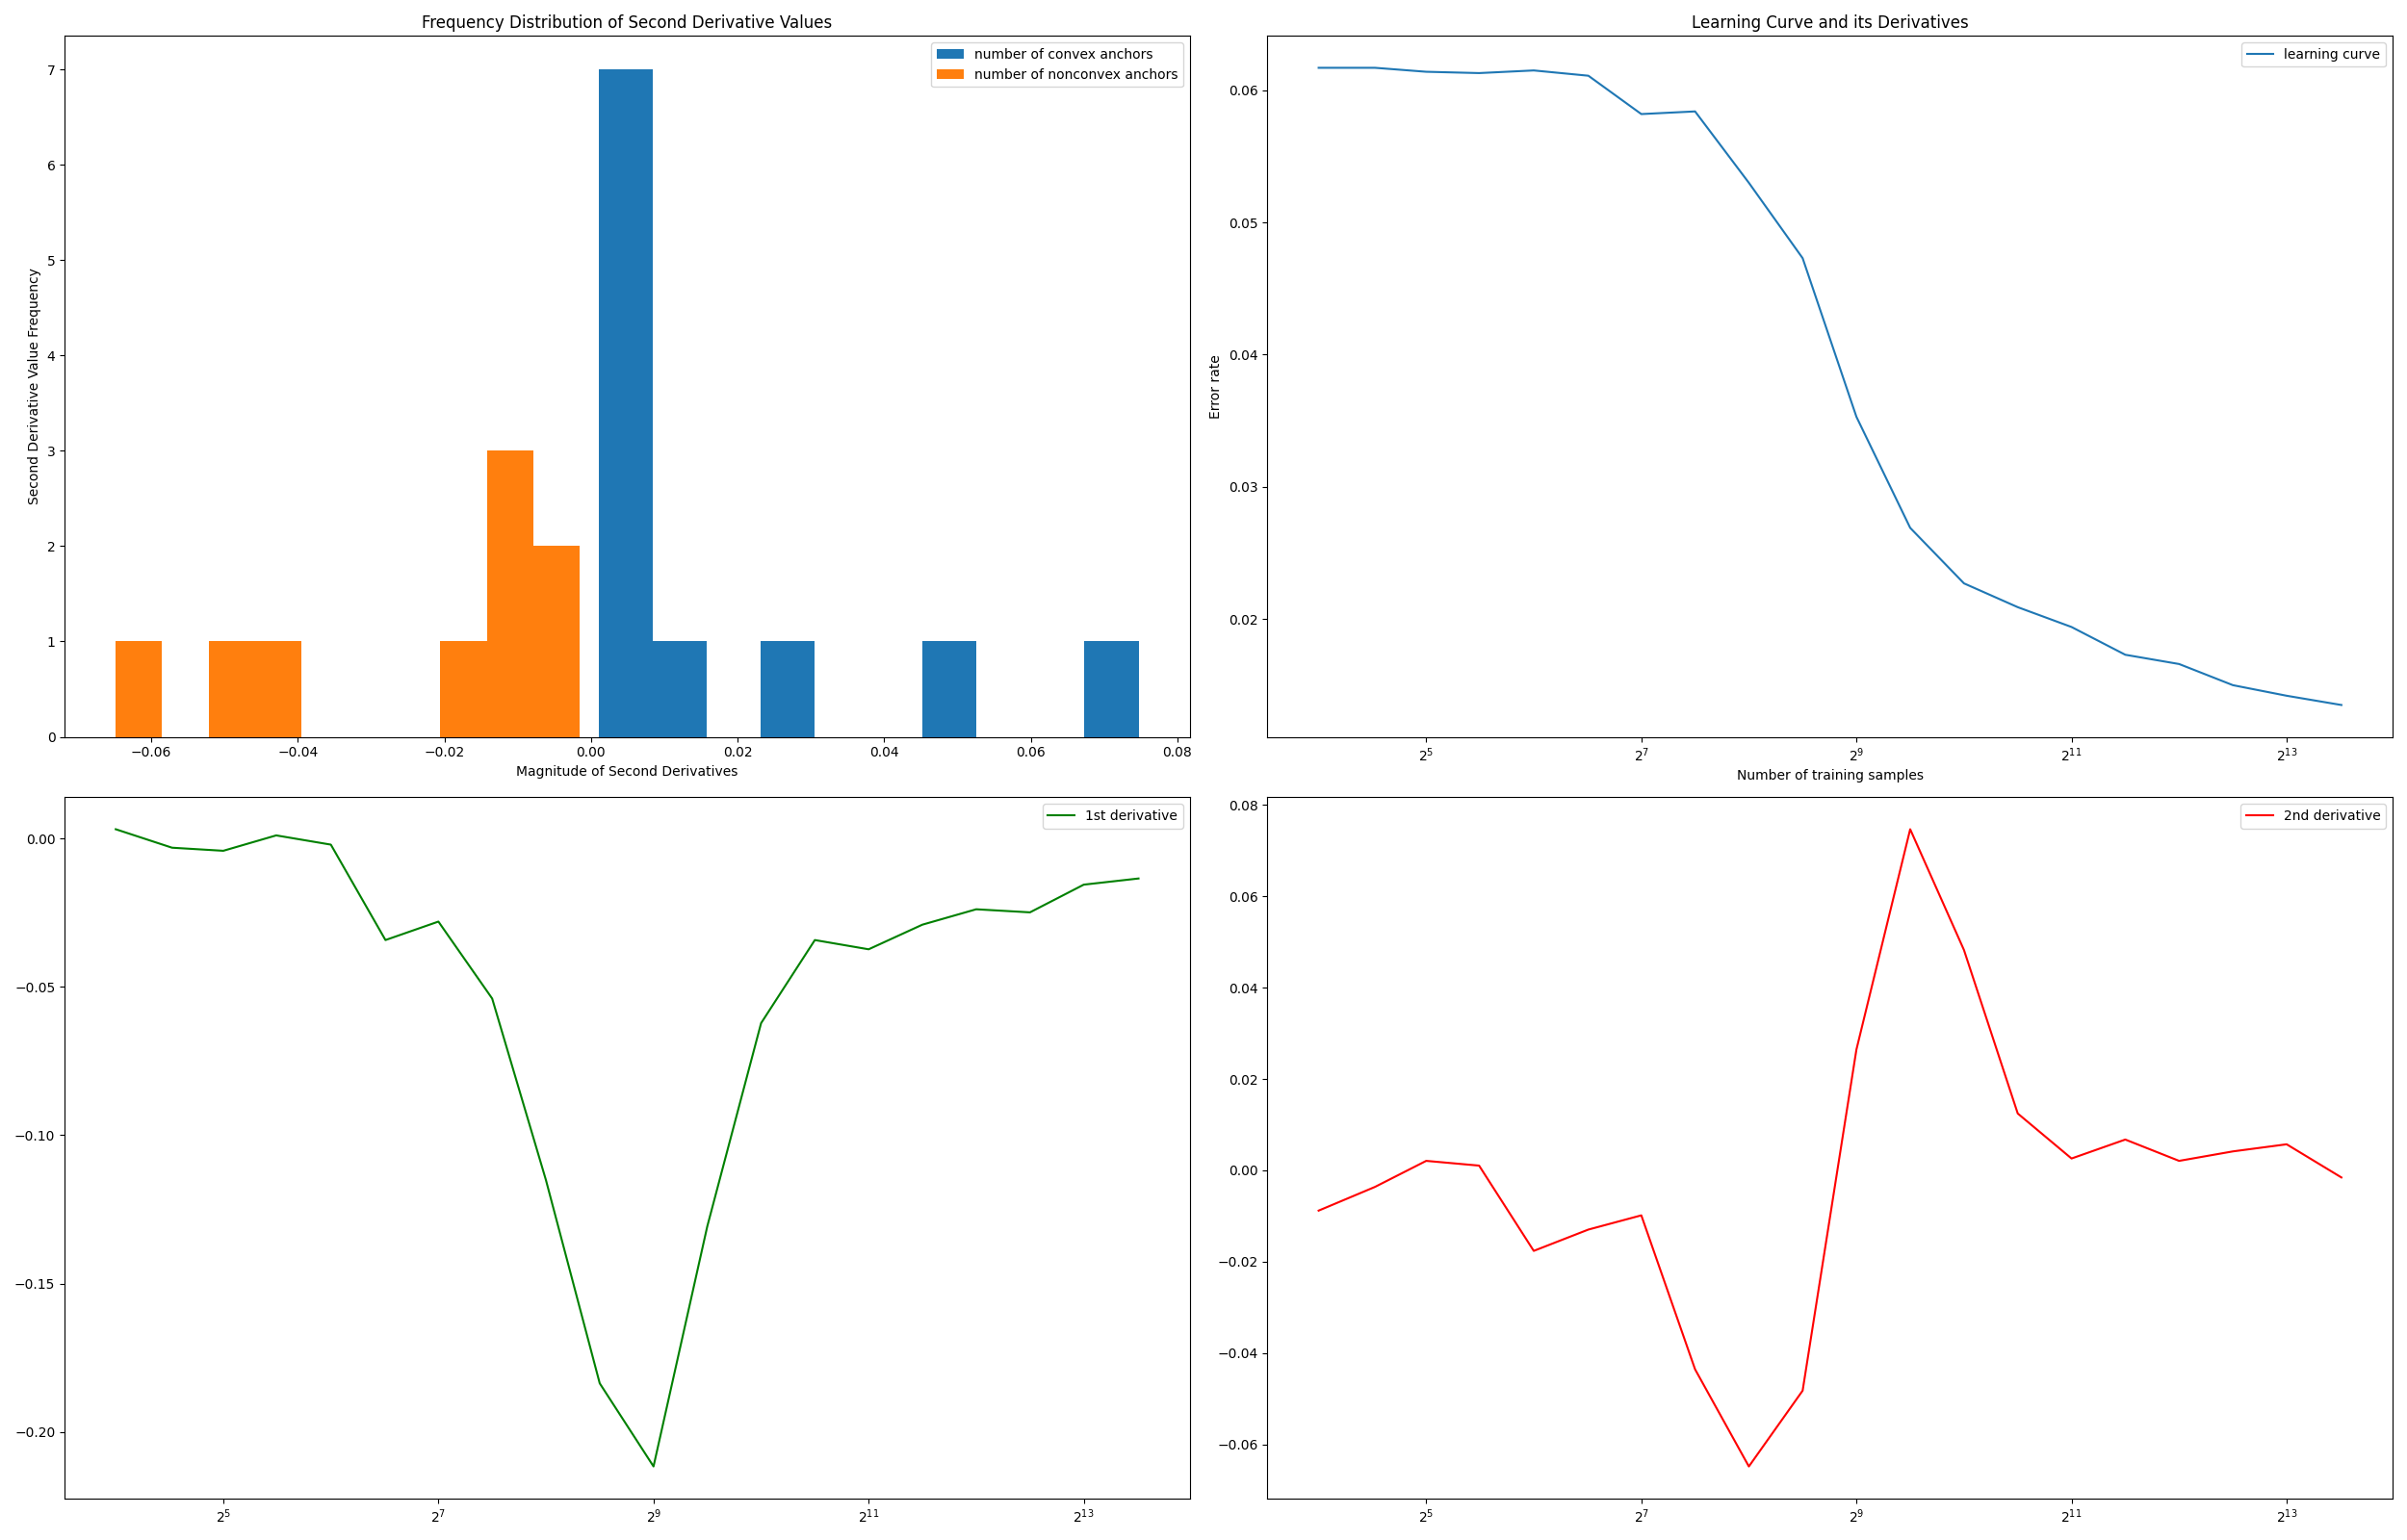 Frequency Distribution of Second Derivative Values
number of convex anchors
number of nonconvex anchors
Second Derivative Value Frequency
7
6
5
4
3
2
1
0
−0.06 −0.04 −0.02 0.00 0.02 0.04 0.06 0.08
Magnitude of Second Derivatives
Learning Curve and its Derivatives
learning curve
Error rate
0.06
0.05
0.04
0.03
0.02
2^5 2^7 2^9 2^11 2^13
Number of training samples
1st derivative
0.00
−0.05
−0.10
−0.15
−0.20
2^5 2^7 2^9 2^11 2^13
2nd derivative
0.08
0.06
0.04
0.02
0.00
−0.02
−0.04
−0.06
2^5 2^7 2^9 2^11 2^13